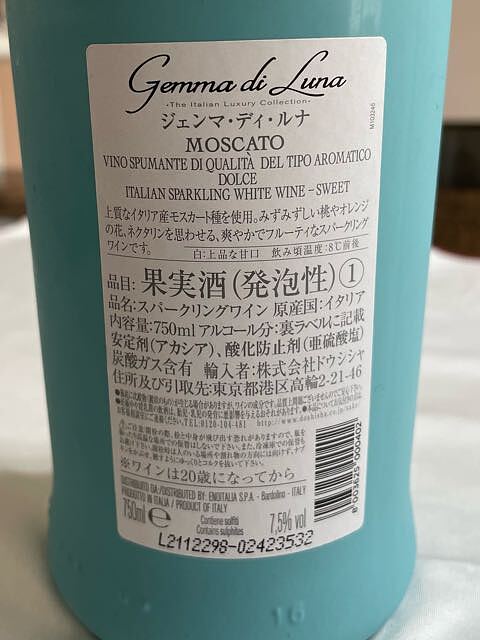 Gemma di Luna
-The Italian Luxury Collection-
ジェンマ・ディ・ルナ
M103245
MOSCATO
VINO SPUMANTE DI QUALITÀ DEL TIPO AROMATICO
DOLCE
ITALIAN SPARKLING WHITE WINE – SWEET
上質なイタリア産モスカート種を使用。みずみずしい桃やオレンジ
の花、ネクタリンを思わせる、爽やかでフルーティなスパークリング
ワインです。
白:上品な甘口 飲み頃温度:8℃前後
品目: 果実酒(発泡性)①
品名:スパークリングワイン 原産国:イタリア
内容量:750ml アルコール分:裏ラベルに記載
安定剤(アカシア)、酸化防止剤(亜硫酸塩)
炭酸ガス含有 輸入者:株式会社ドウシシャ
住所及び引取先:東京都港区高輪2-21-46
TEL:0120-104-481
※ワインは20歳になってから
DISTRIBUITO DA/DISTRIBUTED BY: ENOITALIA S.P.A. - Bardolino - ITALY
PRODOTTO IN ITALIA / PRODUCT OF ITALY
750ml e
Contiene solfiti
Contains sulphites
7,5% vol
8 003625 000402
L2112298-02423532
16